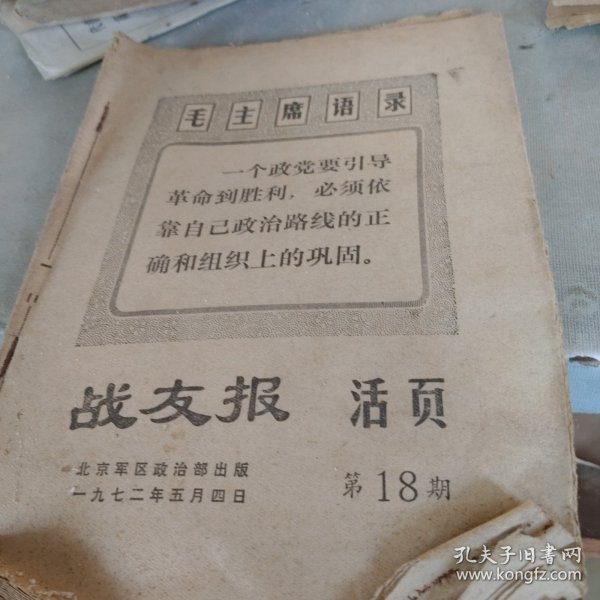 毛主席语录
一个政党要引导
革命到胜利，必须依
靠自己政治路线的正
确和组织上的巩固。
战友报 活页
北京军区政治部出版
一九七二年五月四日
第18期
孔夫子旧书网
www.kongfz.com